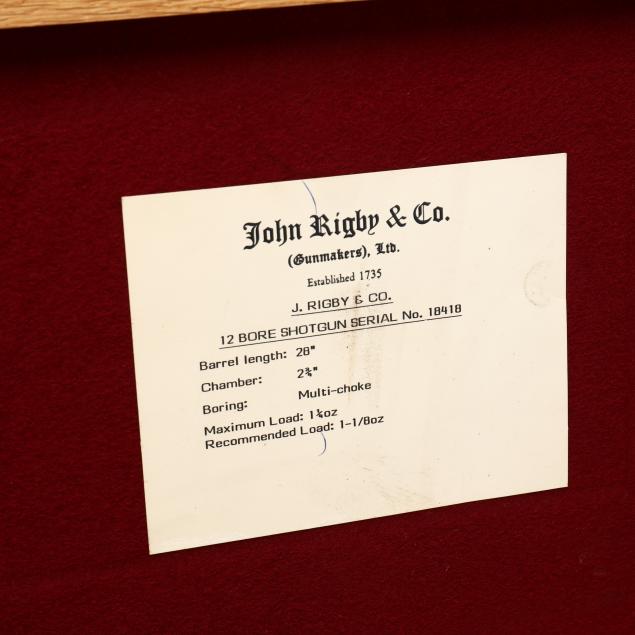 John Rigby & Co.
(Gunmakers), Ltd.
Established 1735
J. RIGBY & CO.
12 BORE SHOTGUN SERIAL No. 18418
Barrel length: 28"
Chamber: 2¾"
Boring: Multi-choke
Maximum Load: 1¼oz
Recommended Load: 1-1/8oz